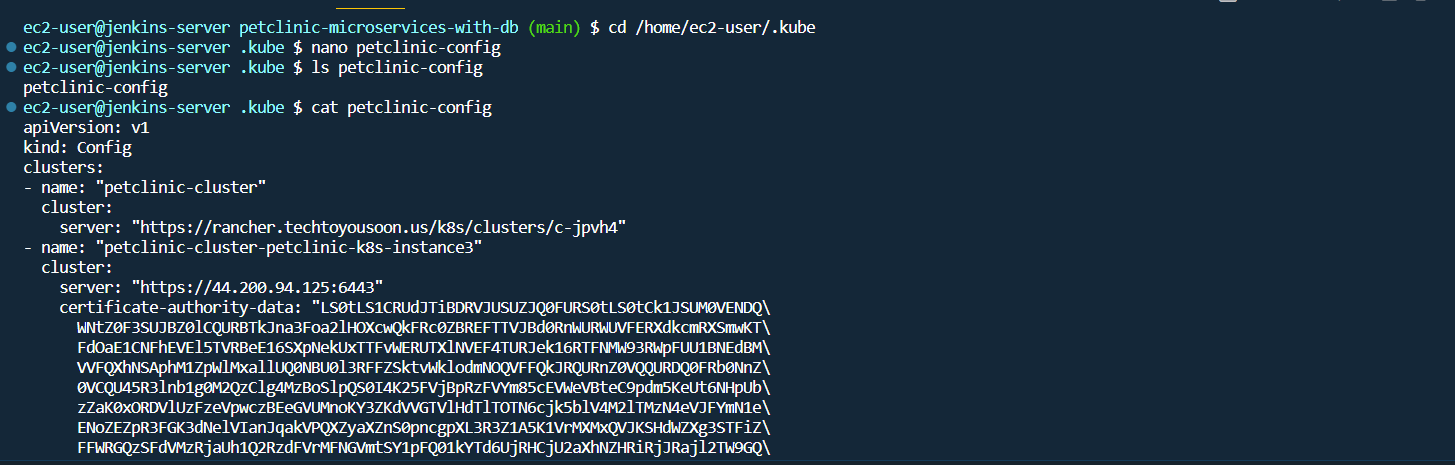 ec2-user@jenkins-server petclinic-microservices-with-db (main) $ cd /home/ec2-user/.kube
ec2-user@jenkins-server .kube $ nano petclinic-config
ec2-user@jenkins-server .kube $ ls petclinic-config
petclinic-config
ec2-user@jenkins-server .kube $ cat petclinic-config
apiVersion: v1
kind: Config
clusters:
- name: "petclinic-cluster"
  cluster:
    server: "https://rancher.techtoyousoon.us/k8s/clusters/c-jpvh4"
- name: "petclinic-cluster-petclinic-k8s-instance3"
  cluster:
    server: "https://44.200.94.125:6443"
    certificate-authority-data: "LS0tLS1CRUdJTiBDRVJUSUZJQ0FURS0tLS0tCk1JSUM0VENDQ\
      WNtZ0F3SUJBZ0lCQURBTkJna3Foa2lHOXcwQkFRc0ZBREFTTVJBd0RnWURWUVFERXdkcmRXSmwKT\
      FdOaE1CNFhEVEl5TVRBeE16SXpNekUxTTFvWERUTXlNVEF4TURJek16RTFNMW93RWpFUU1BNEdBM\
      VVFQXhNSAphM1ZpWlMxallUQ0NBU0l3RFFZSktvWklodmNOQVFFQkJRQURnZ0VQQURDQ0FRb0NnZ\
      0VCQU45R3lnb1g0M2QzClg4MzBoSlpQS0I4K25FVjBpRzFVYm85cEVWeVBteC9pdm5KeUt6NHpUb\
      zZaK0xORDVlUzFzeVpwczBEeGVUMnoKY3ZKdVVGTVlHdTlTOTN6cjk5blV4M2lTMzN4eVJFYmN1e\
      ENoZEZpR3FGK3dNelVIanJqakVPQXZyaXZnS0pncgpXL3R3Z1A5K1VrMXMxQVJKSHdWZXg3STFiZ\
      FFWRGQzSFdVMzRjaUh1Q2RzdFVrMFNGVmtSY1pFQ01kYTd6UjRHCjU2aXhNZHRiRjJRajl2TW9GQ\